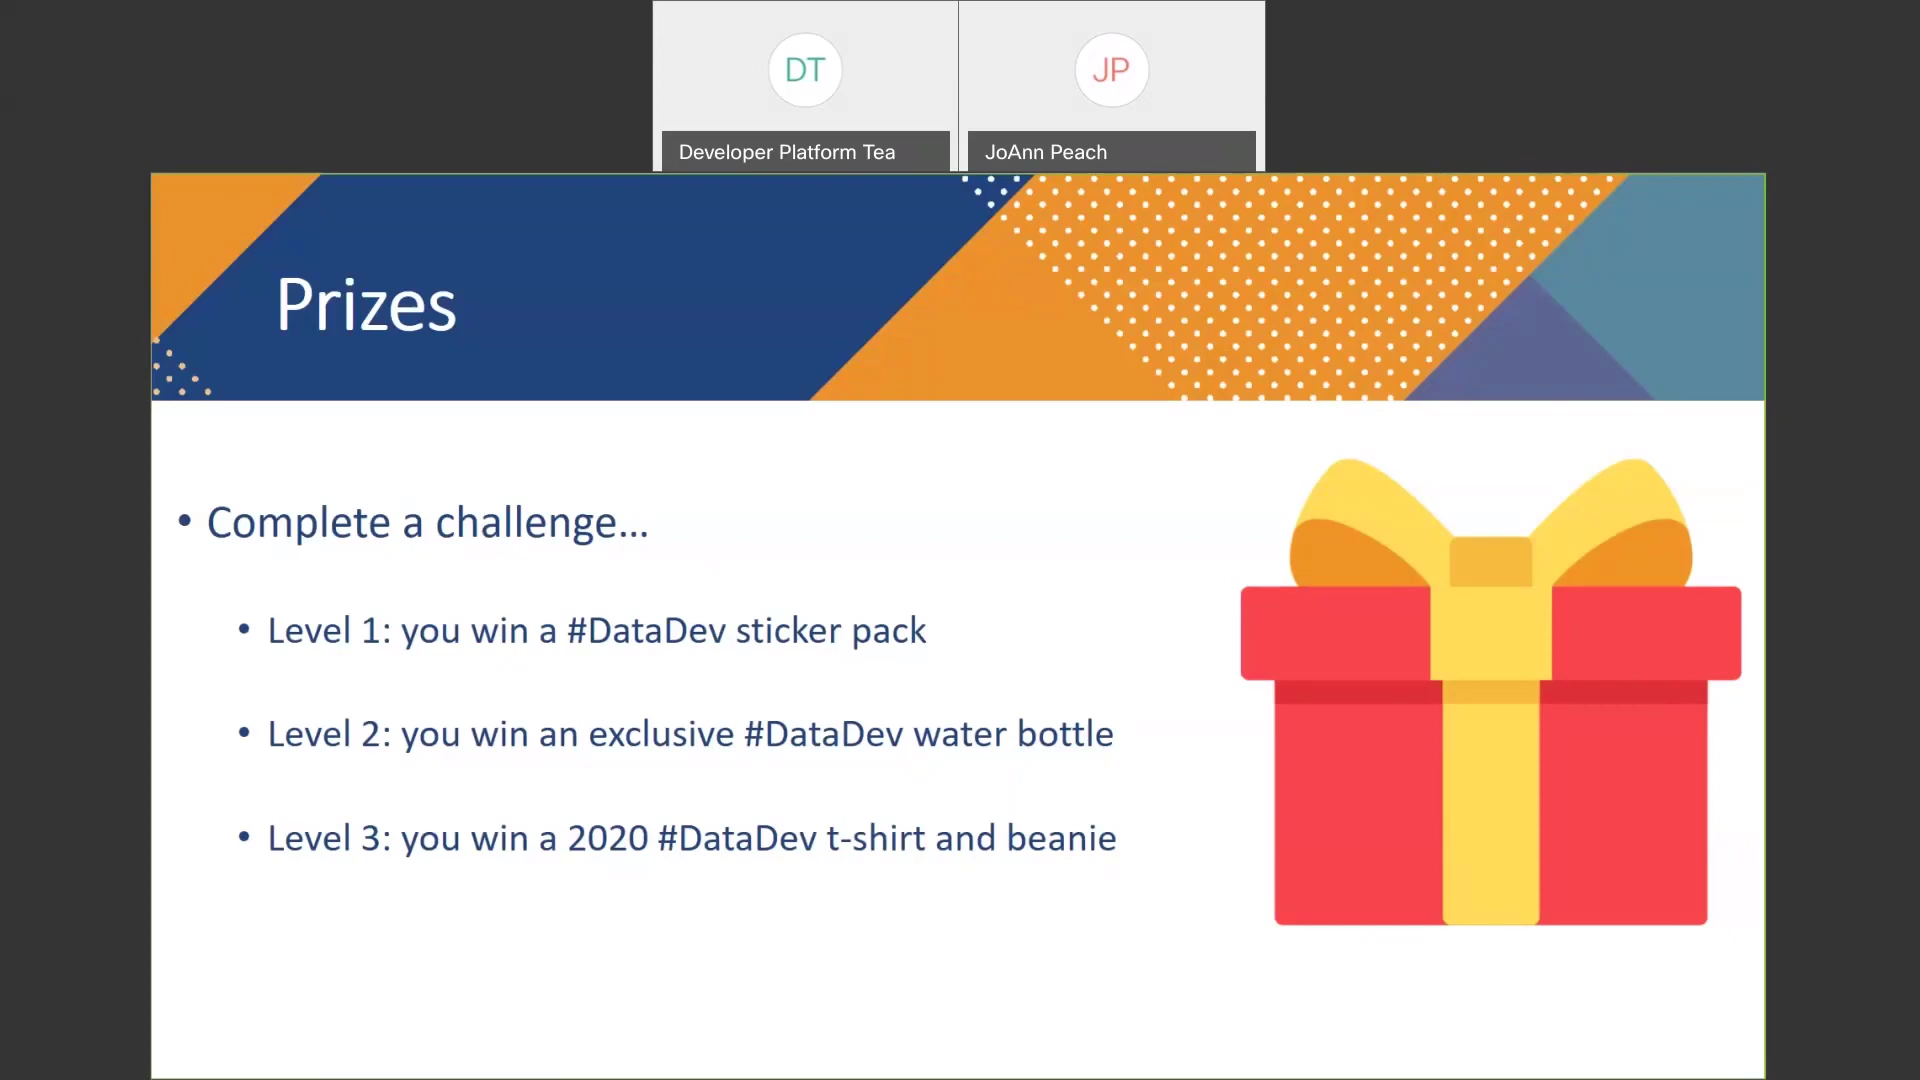 DT
JP
Developer Platform Tea
JoAnn Peach
Prizes
• Complete a challenge...
• Level 1: you win a #DataDev sticker pack
• Level 2: you win an exclusive #DataDev water bottle
• Level 3: you win a 2020 #DataDev t-shirt and beanie